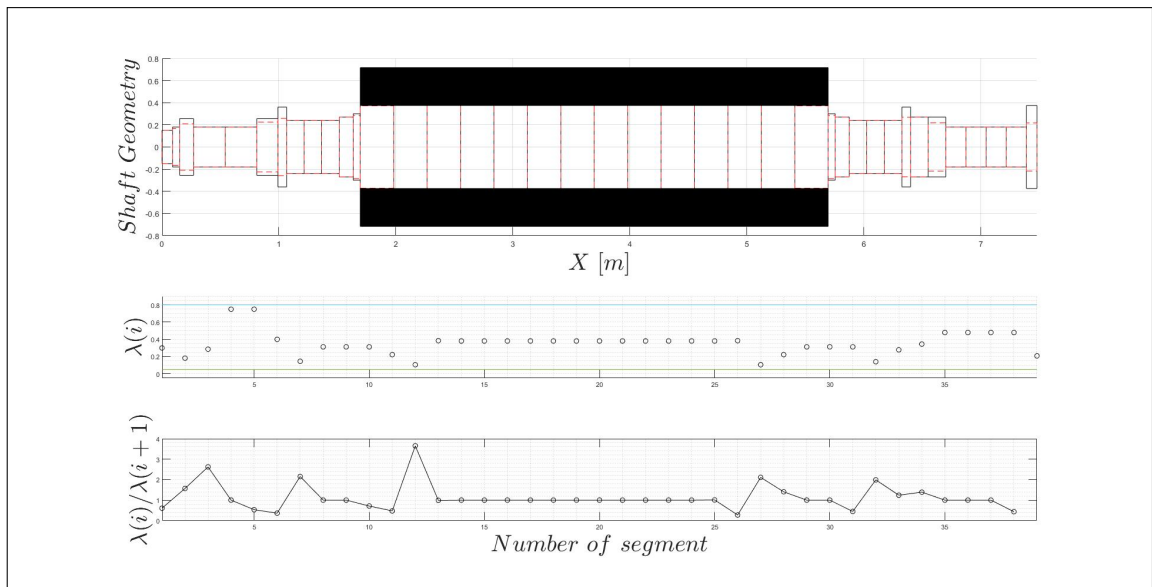 Shaft Geometry
0.8
0.6
0.4
0.2
0
-0.2
-0.4
-0.6
-0.8
0 1 2 3 4 5 6 7
X [m]
λ(i)
0.8
0.6
0.4
0.2
0
5 10 15 20 25 30 35
λ(i)/λ(i + 1)
4
3
2
1
0
5 10 15 20 25 30 35
Number of segment